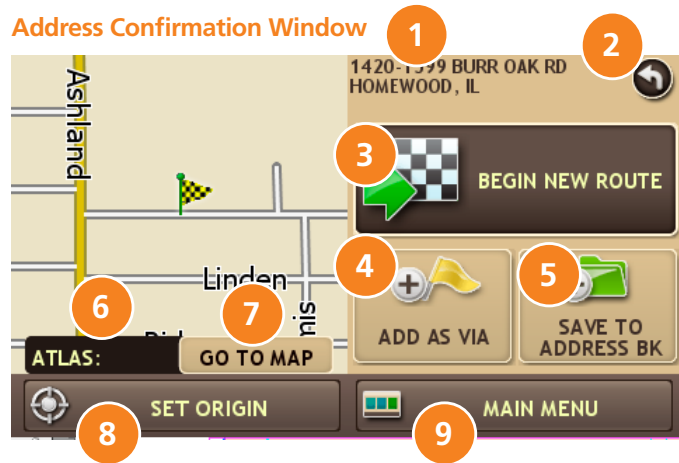 Address Confirmation Window
1
2
1420-1599 BURR OAK RD
HOMEWOOD, IL
Ashland
3
BEGIN NEW ROUTE
4
5
Linden
6
7
ADD AS VIA
SAVE TO
ADDRESS BK
ATLAS:
GO TO MAP
SET ORIGIN
MAIN MENU
8
9